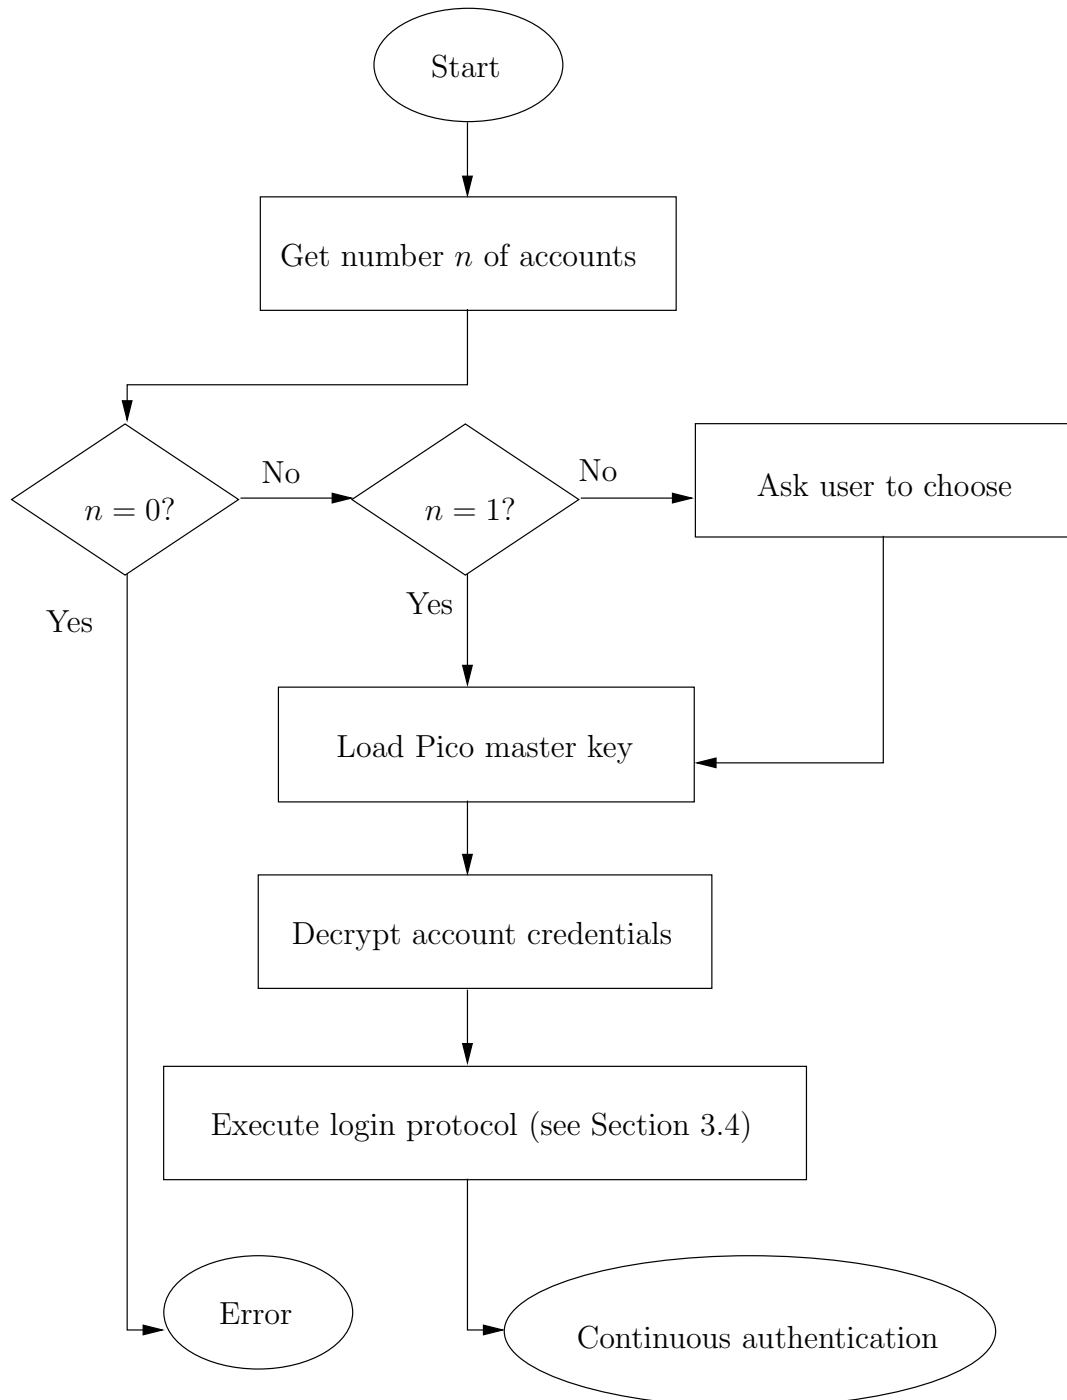 Start
Get number n of accounts
No
No
Ask user to choose
n = 0?
n = 1?
Yes
Yes
Load Pico master key
Decrypt account credentials
Execute login protocol (see Section 3.4)
Error
Continuous authentication